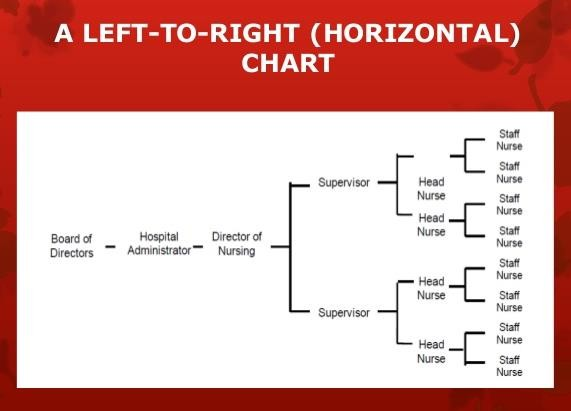 A LEFT-TO-RIGHT (HORIZONTAL)
CHART
Board of
Directors
Hospital
Administrator
Director of
Nursing
Supervisor
Head
Nurse
Staff
Nurse
Staff
Nurse
Head
Nurse
Staff
Nurse
Staff
Nurse
Supervisor
Head
Nurse
Staff
Nurse
Staff
Nurse
Head
Nurse
Staff
Nurse
Staff
Nurse